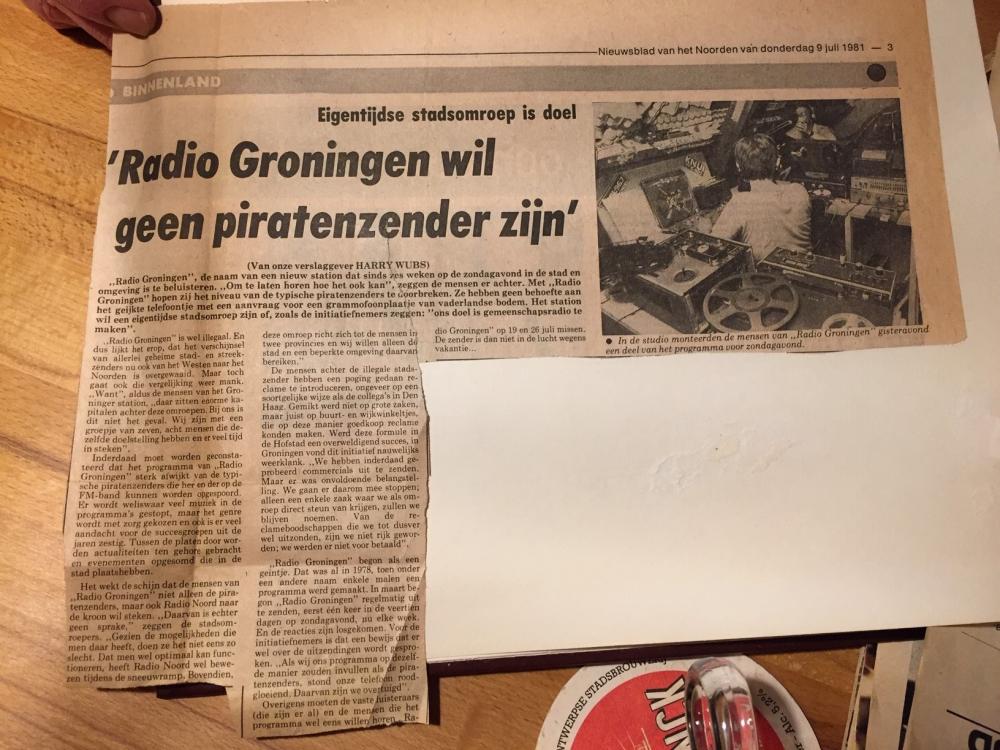 Nieuwsblad van het Noorden van donderdag 9 juli 1981 — 3
BINNENLAND
Eigentijdse stadsomroep is doel
'Radio Groningen wil
geen piratenzender zijn'
(Van onze verslaggever HARRY WUBS)
„Radio Groningen", de naam van een nieuw station dat sinds zes weken op de zondagavond in de stad en
omgeving is te beluisteren. „Om te laten horen hoe het ook kan", zeggen de mensen er achter. Met „Radio
Groningen" hopen zij het niveau van de typische piratenzenders te doorbreken. Ze hebben geen behoefte aan
het geijkte telefoontje met een aanvraag voor een grammofoonplaatje van vaderlandse bodem. Het station
wil een eigentijdse stadsomroep zijn of, zoals de initiatiefnemers zeggen: "ons doel is gemeenschapsradio te
maken".
„Radio Groningen" is wel illegaal. En
dus lijkt het erop, dat het verschijnsel
van allerlei geheime stad- en streek-
zenders nu ook van het Westen naar het
Noorden is overgewaaid. Maar toch
gaat ook die vergelijking weer mank.
„Want", aldus de mensen van het Gro-
ninger station, „daar zitten enorme ka-
pitalen achter deze omroepen. Bij ons is
dit niet het geval. Wij zijn met een
groepje van zeven, acht mensen die de-
zelfde doelstelling hebben en er veel tijd
in steken".
Inderdaad moet worden geconsta-
teerd dat het programma van „Radio
Groningen" sterk afwijkt van de typi-
sche piratenzenders die her en der op de
FM-band kunnen worden opgespoord.
Er wordt weliswaar veel muziek in de
programma's gestopt, maar het genre
wordt met zorg gekozen en ook is er veel
aandacht voor de succesgroepen uit de
jaren zestig. Tussen de platen door wor-
den actualiteiten ten gehore gebracht
en evenementen opgesomd die in de
stad plaatshebben.
Het wekt de schijn dat de mensen van
„Radio Groningen" niet alleen de pira-
tenzenders, maar ook Radio Noord naar
de kroon wil steken. „Daarvan is echter
geen sprake," zeggen de stadsom-
roepers. „Gezien de mogelijkheden die
men daar heeft, doen ze het niet eens zo
slecht. Dat men wel optimaal kan func-
tioneren, heeft Radio Noord wel bewe-
zen tijdens de sneeuwramp. Bovendien,
deze omroep richt zich tot de mensen in
twee provincies en wij willen alleen de
stad en een beperkte omgeving daarvan
bereiken."
De mensen achter de illegale stads-
zender hebben een poging gedaan re-
clame te introduceren, ongeveer op een
soortgelijke wijze als de collega's in Den
Haag. Gemikt werd niet op grote zaken,
maar juist op buurt- en wijkwinkeltjes,
die op deze manier goedkoop reclame
konden maken. Werd deze formule in
de Hofstad een overweldigend succes, in
Groningen vond dit initiatief nauwelijks
weerklank. „We hebben inderdaad ge-
probeerd commercials uit te zenden.
Maar er was onvoldoende belangstel-
ling. We gaan er daarom mee stoppen;
alleen een enkele zaak waar we als om-
roep direct steun van krijgen, zullen we
blijven noemen. Van de re-
clameboodschappen die we tot dusver
wel uitzonden, zijn we niet rijk gewor-
den; we werden er niet voor betaald".
„Radio Groningen" begon als een
geintje. Dat was al in 1978, toen onder
een andere naam enkele malen een
programma werd gemaakt. In maart be-
gon „Radio Groningen" regelmatig uit
te zenden, eerst één keer in de veertien
dagen op zondagavond, nu elke week.
En de reacties zijn losgekomen. Voor de
initiatiefnemers is dat een bewijs dat er
wel over de uitzendingen wordt gespro-
ken. „Als wij ons programma op dezelf-
de manier zouden invullen als de pira-
tenzenders, stond onze telefoon rood-
gloeiend. Daarvan zijn we overtuigd".
Overigens moeten de vaste luisteraars
(die zijn er al) en de mensen die het
programma wel eens willen horen „Ra-
dio Groningen" op 19 en 26 juli missen.
De zender is dan niet in de lucht wegens
vakantie...
● In de studio monteerden de mensen van „Radio Groningen" gisteravond
een deel van het programma voor zondagavond.
NTWERPSE STADSBROUWERIJ
NCK
Alc. 5,2%